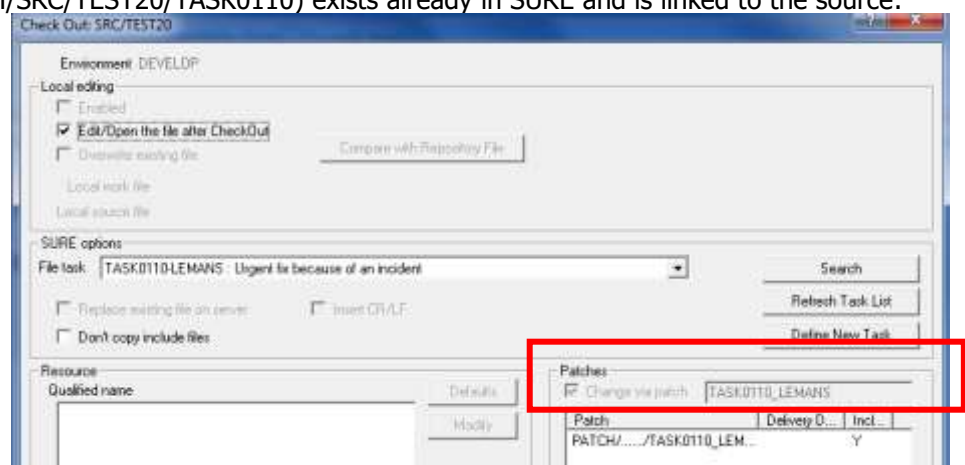 /SRC/TEST20/TASK0110) exists already in SURE and is linked to the source.
Check Out: SRC/TEST20
Environment DEVELOP
Local editing
Enabled
Edit/Open the file after CheckOut
Overwrite existing file
Compare with Repository File
Local work file
Local source file
SURE options
File task TASK0110-LEMANS : Urgent fix because of an incident
Search
Replace existing file on server Insert CR/LF
Refresh Task List
Don't copy include files
Define New Task
Resource
Qualified name
Defaults
Modify
Patches
Change via patch TASK0110_LEMANS
Patch Delivery D... Incl...
PATCH/...../TASK0110_LEM... Y